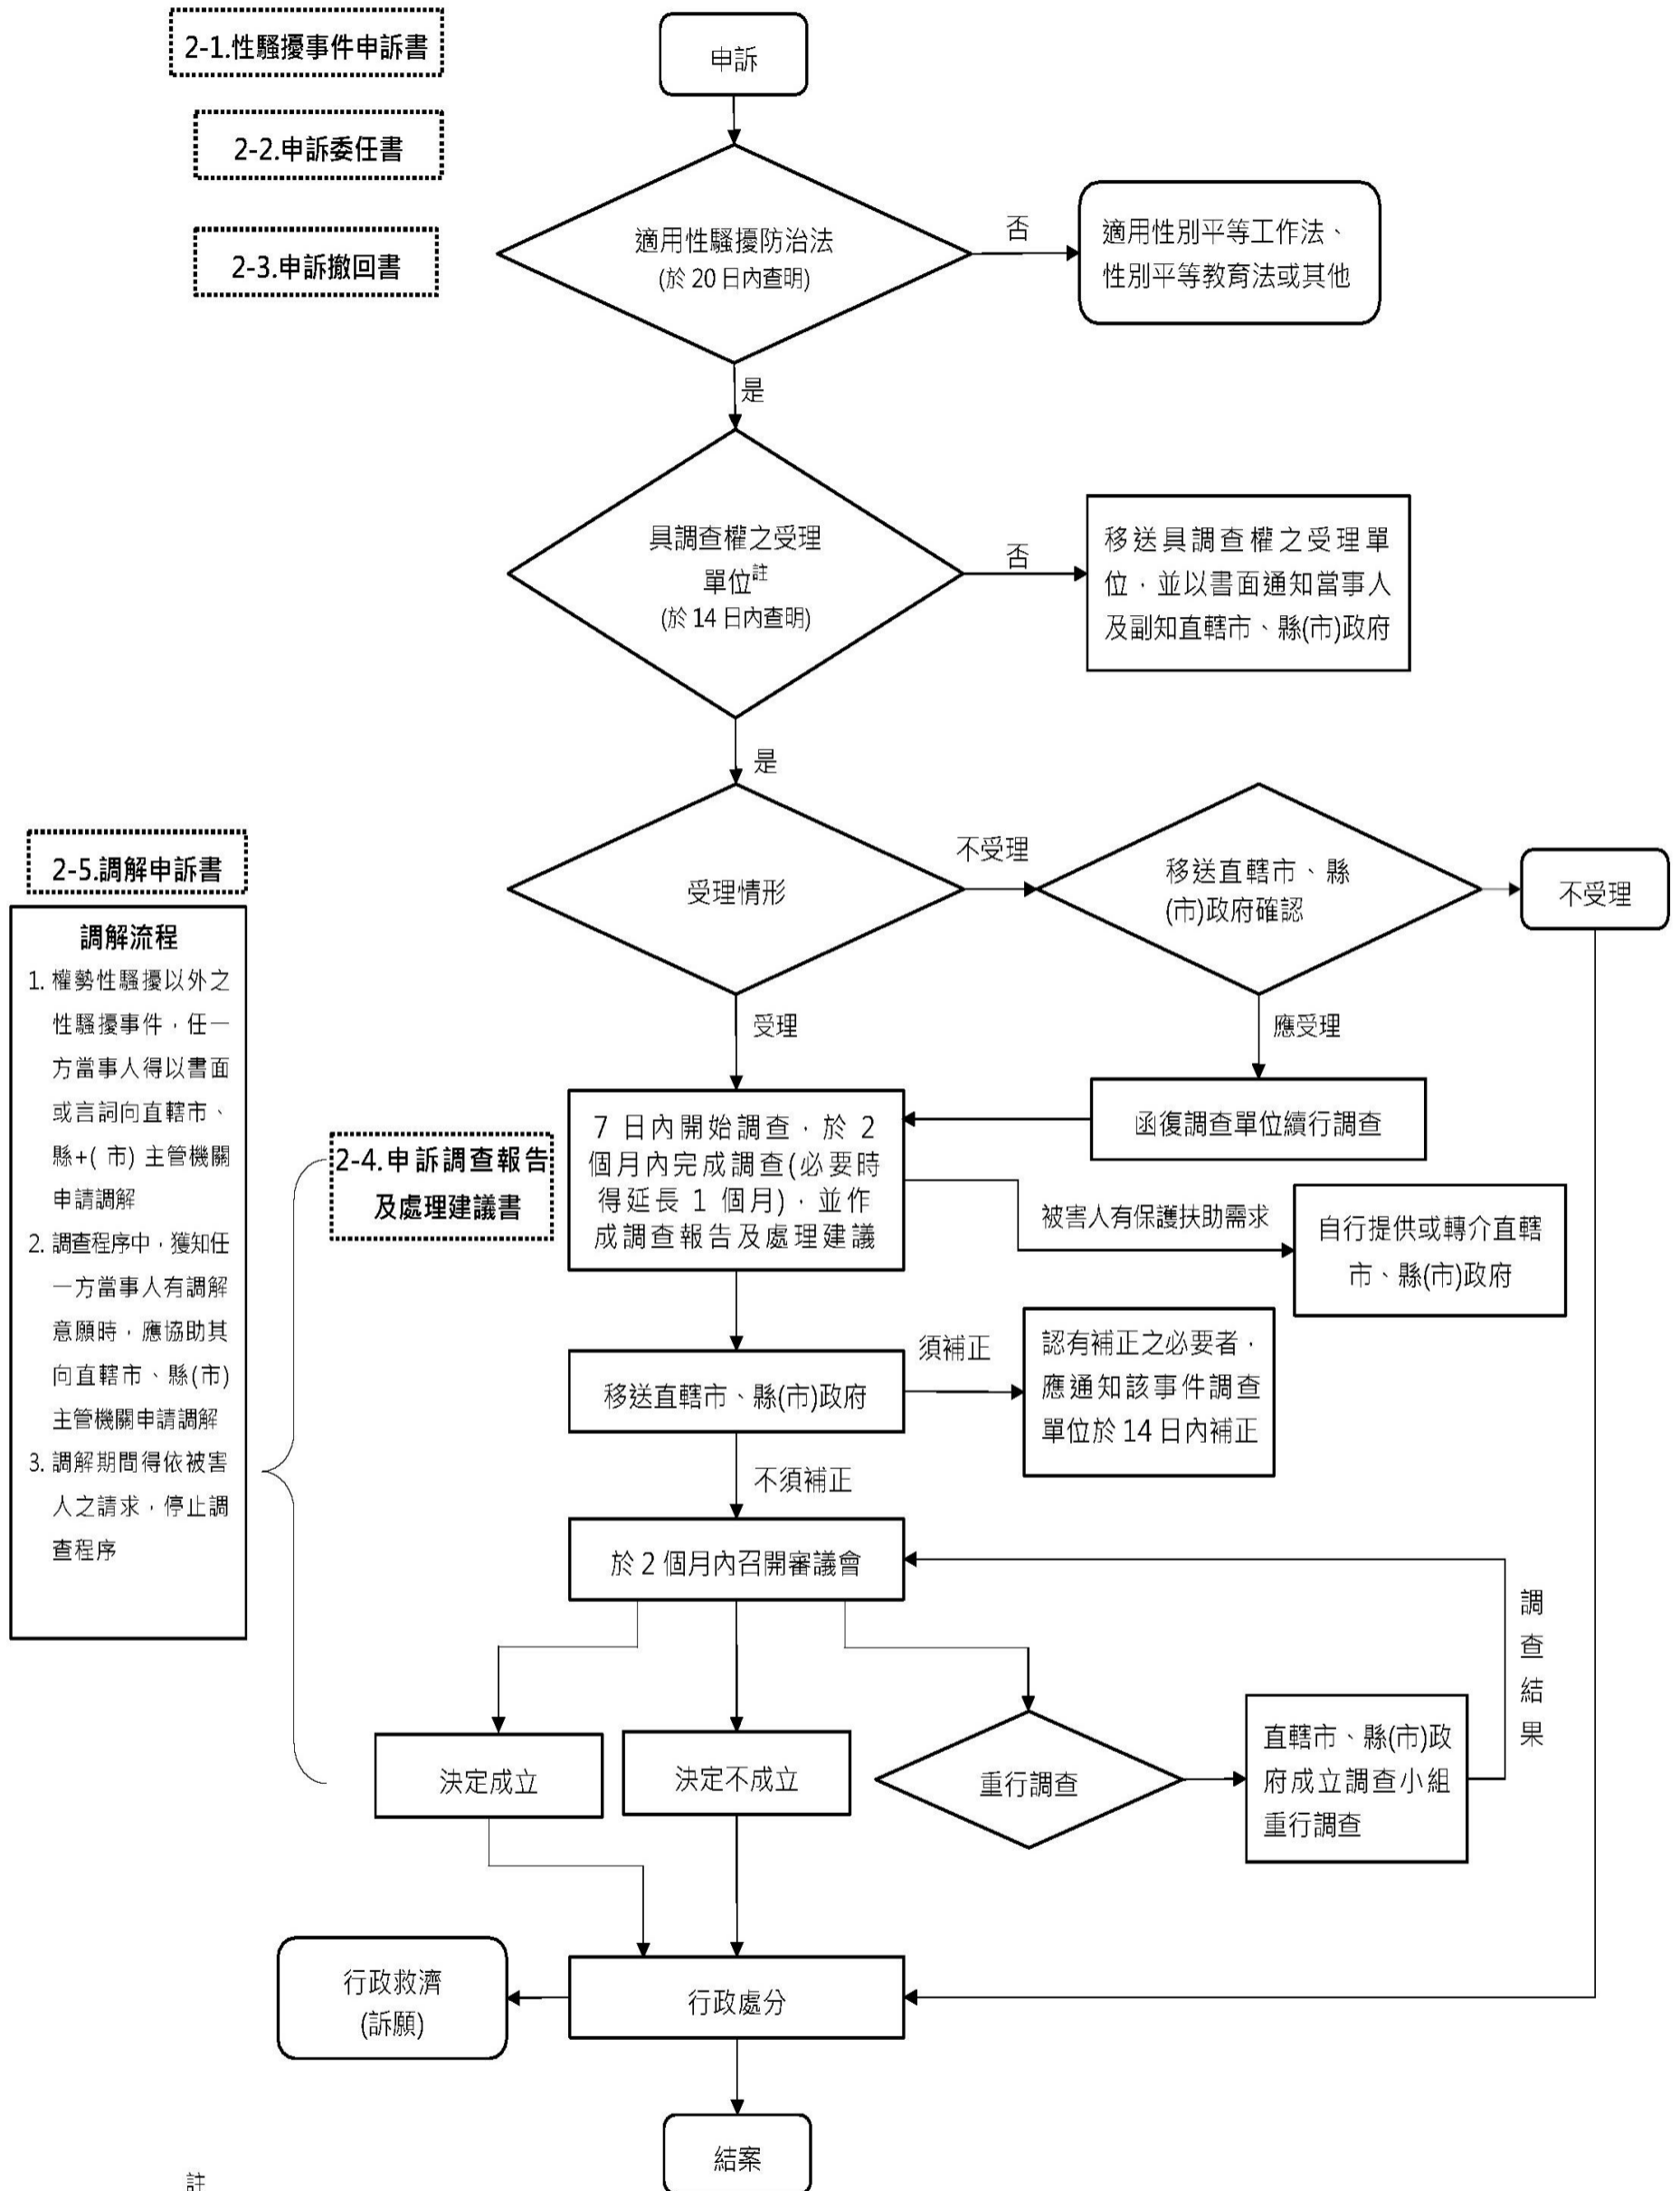 2-1.性騷擾事件申訴書
申訴
2-2.申訴委任書
適用性騷擾防治法
(於 20 日內查明)
否
適用性別平等工作法、
性別平等教育法或其他
2-3.申訴撤回書
是
具調查權之受理
單位註
(於 14 日內查明)
否
移送具調查權之受理單
位，並以書面通知當事人
及副知直轄市、縣(市)政府
是
受理情形
不受理
移送直轄市、縣
(市)政府確認
不受理
受理
應受理
2-5.調解申訴書
調解流程
1. 權勢性騷擾以外之
性騷擾事件，任一
方當事人得以書面
或言詞向直轄市、
縣+( 市) 主管機關
申請調解
2. 調查程序中，獲知任
一方當事人有調解
意願時，應協助其
向直轄市、縣(市)
主管機關申請調解
3. 調解期間得依被害
人之請求，停止調
查程序
2-4.申訴調查報告
及處理建議書
7 日內開始調查，於 2
個月內完成調查(必要時
得延長 1 個月)，並作
成調查報告及處理建議
函復調查單位續行調查
被害人有保護扶助需求
自行提供或轉介直轄
市、縣(市)政府
移送直轄市、縣(市)政府
須補正
認有補正之必要者，
應通知該事件調查
單位於 14 日內補正
不須補正
於 2 個月內召開審議會
決定成立
決定不成立
重行調查
直轄市、縣(市)政
府成立調查小組
重行調查
調
查
結
果
行政處分
行政救濟
(訴願)
結案
註